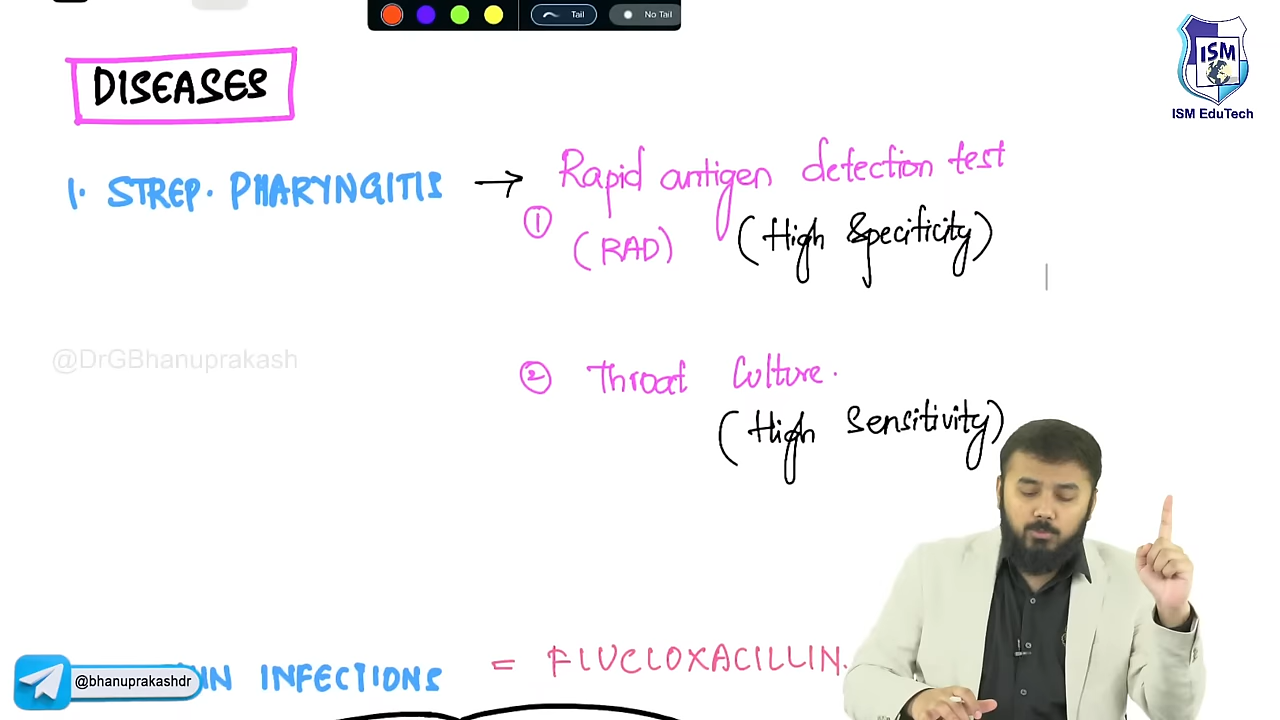 Tail
No Tail
ISM
ISM EduTech
DISEASES
1. STREP. PHARYNGITIS → Rapid antigen detection test
① (RAD) (High Specificity)
@DrGBhanuprakash
② Throat Culture.
(High Sensitivity)
@bhanuprakashdr
INFECTIONS = FLUCLOXACILLIN.